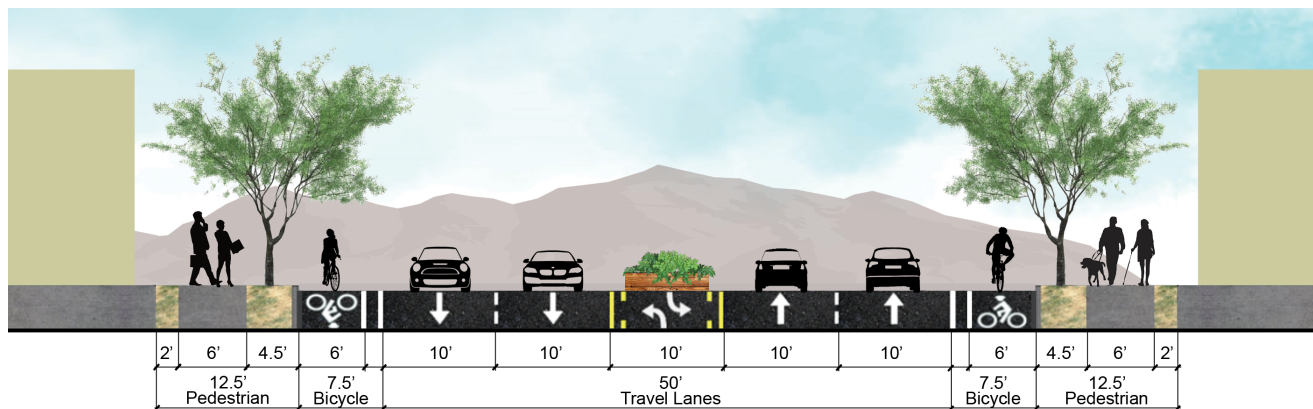 2’ 6’ 4.5’ 6’ 10’ 10’ 10’ 10’ 10’ 6’ 4.5’ 6’ 2’
12.5’ 7.5’ 50’ 7.5’ 12.5’
Pedestrian Bicycle Travel Lanes Bicycle Pedestrian